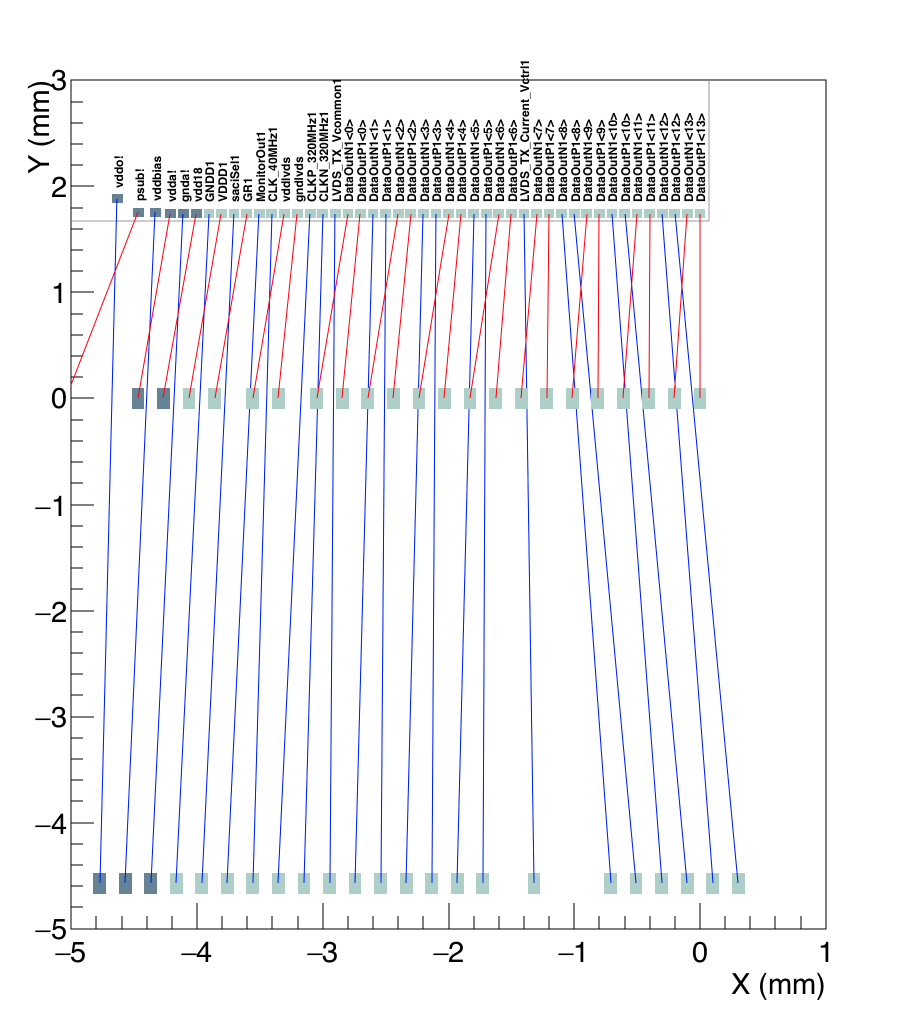 Y (mm)
3
2
1
0
−1
−2
−3
−4
−5
vddo!
psub!
vddbias
vdda!
gnda!
vdd18
GNDD1
VDDD1
saciSel1
GR1
MonitorOut1
CLK_40MHz1
vddlvds
gndlvds
CLKP_320MHz1
CLKN_320MHz1
LVDS_TX_Vcommon1
DataOutN1<0>
DataOutP1<0>
DataOutN1<1>
DataOutP1<1>
DataOutN1<2>
DataOutP1<2>
DataOutN1<3>
DataOutP1<3>
DataOutN1<4>
DataOutP1<4>
DataOutN1<5>
DataOutP1<5>
DataOutN1<6>
DataOutP1<6>
LVDS_TX_Current_Vctrl1
DataOutN1<7>
DataOutP1<7>
DataOutN1<8>
DataOutP1<8>
DataOutN1<9>
DataOutP1<9>
DataOutN1<10>
DataOutP1<10>
DataOutN1<11>
DataOutP1<11>
DataOutN1<12>
DataOutP1<12>
DataOutN1<13>
DataOutP1<13>
−5 −4 −3 −2 −1 0 1
X (mm)